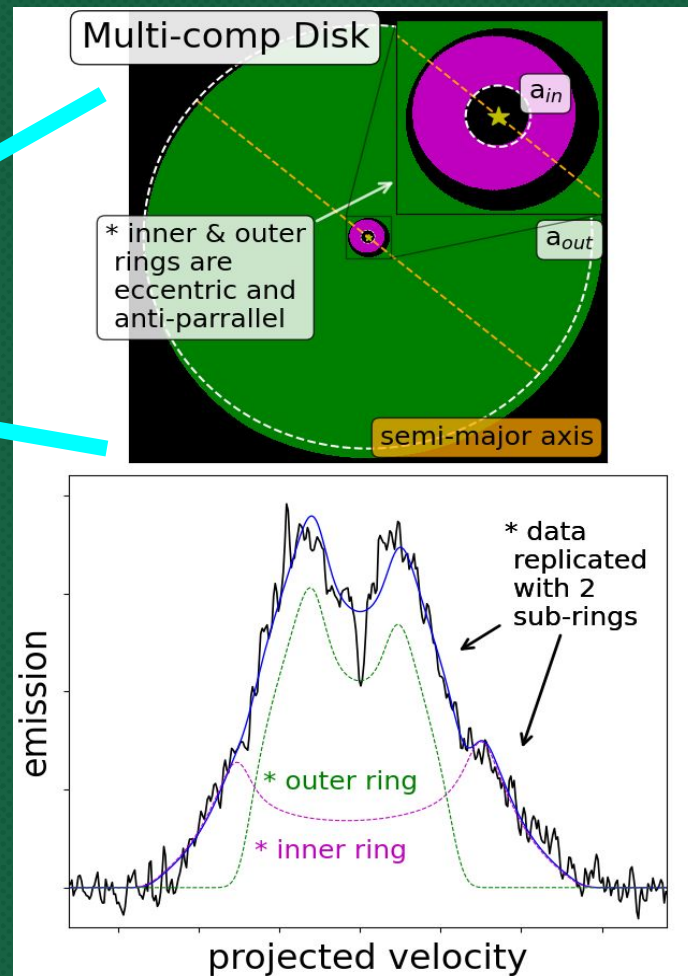 Multi-comp Disk
a_in
* inner & outer
rings are
eccentric and
anti-parrallel
a_out
semi-major axis
* data
replicated
with 2
sub-rings
emission
* outer ring
* inner ring
projected velocity